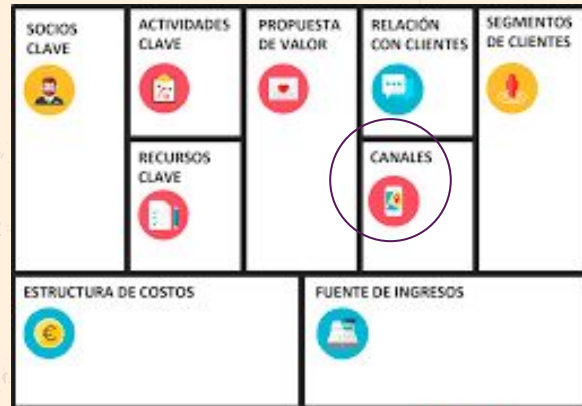 SOCIOS
CLAVE
ACTIVIDADES
CLAVE
RECURSOS
CLAVE
PROPUESTA
DE VALOR
RELACIÓN
CON CLIENTES
CANALES
SEGMENTOS
DE CLIENTES
ESTRUCTURA DE COSTOS
FUENTE DE INGRESOS